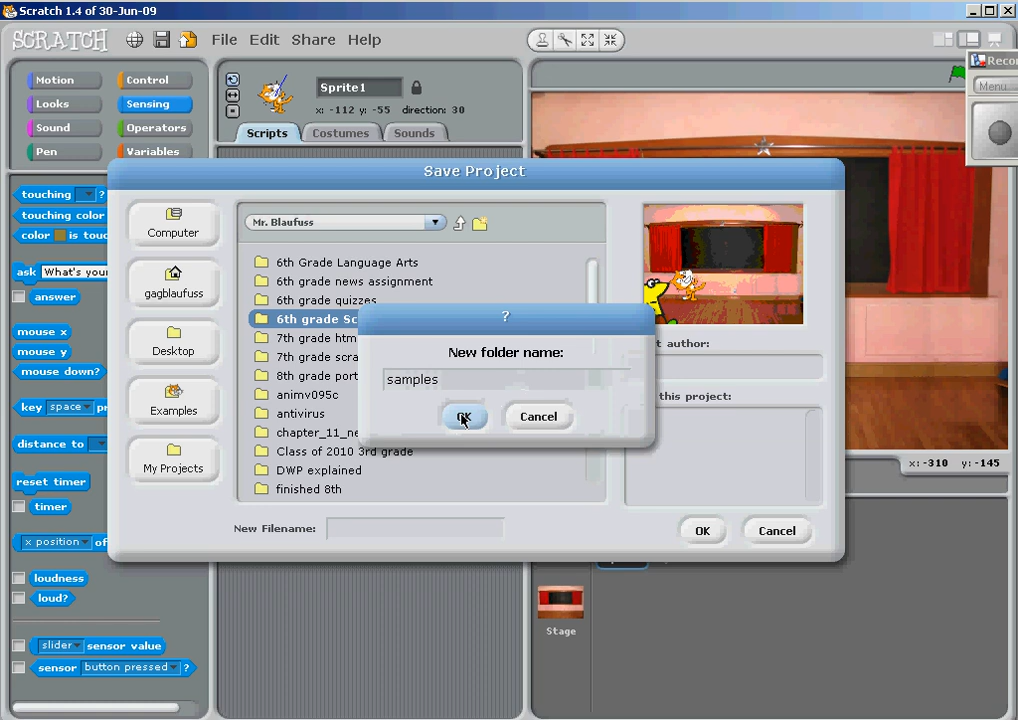 Scratch 1.4 of 30-Jun-09
SCRATCH
File Edit Share Help
Motion
Control
Looks
Sensing
Sound
Operators
Pen
Variables
Sprite1
x: -112 y: -55 direction: 30
Scripts Costumes Sounds
Menu
touching ?
touching color
color is touc
ask What's your
answer
mouse x
mouse y
mouse down?
key space pr
distance to
reset timer
timer
x position of
loudness
loud?
slider sensor value
sensor button pressed ?
Save Project
Computer
gagblaufuss
Desktop
Examples
My Projects
Mr. Blaufuss
6th Grade Language Arts
6th grade news assignment
6th grade quizzes
6th grade Sc
7th grade htm
7th grade scra
8th grade port
animv095c
antivirus
chapter_11_ne
Class of 2010 3rd grade
DWP explained
finished 8th
New Filename:
t author:
this project:
OK Cancel
?
New folder name:
samples
OK Cancel
x: -310 y: -145
Stage